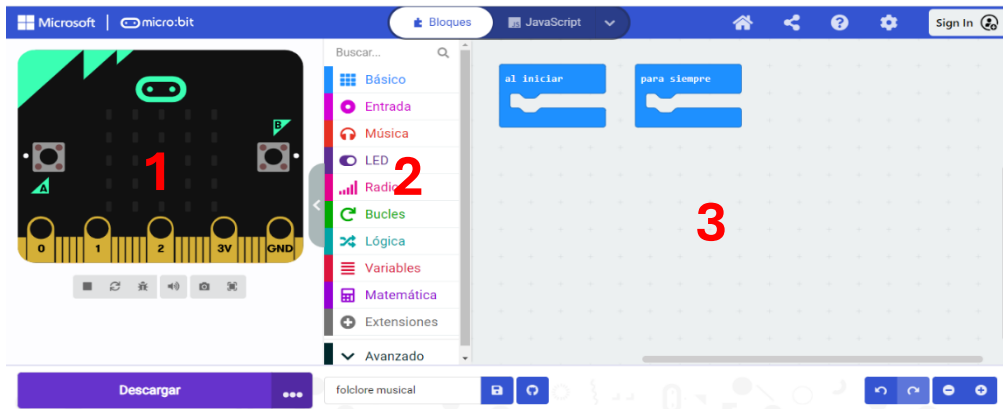 Microsoft | micro:bit
Bloques
JavaScript
Sign In
Buscar...
Básico
Entrada
Música
LED
Radio
Bucles
Lógica
Variables
Matemática
Extensiones
Avanzado
al iniciar
para siempre
A
B
0 1 2 3V GND
1
2
3
Descargar
folclore musical